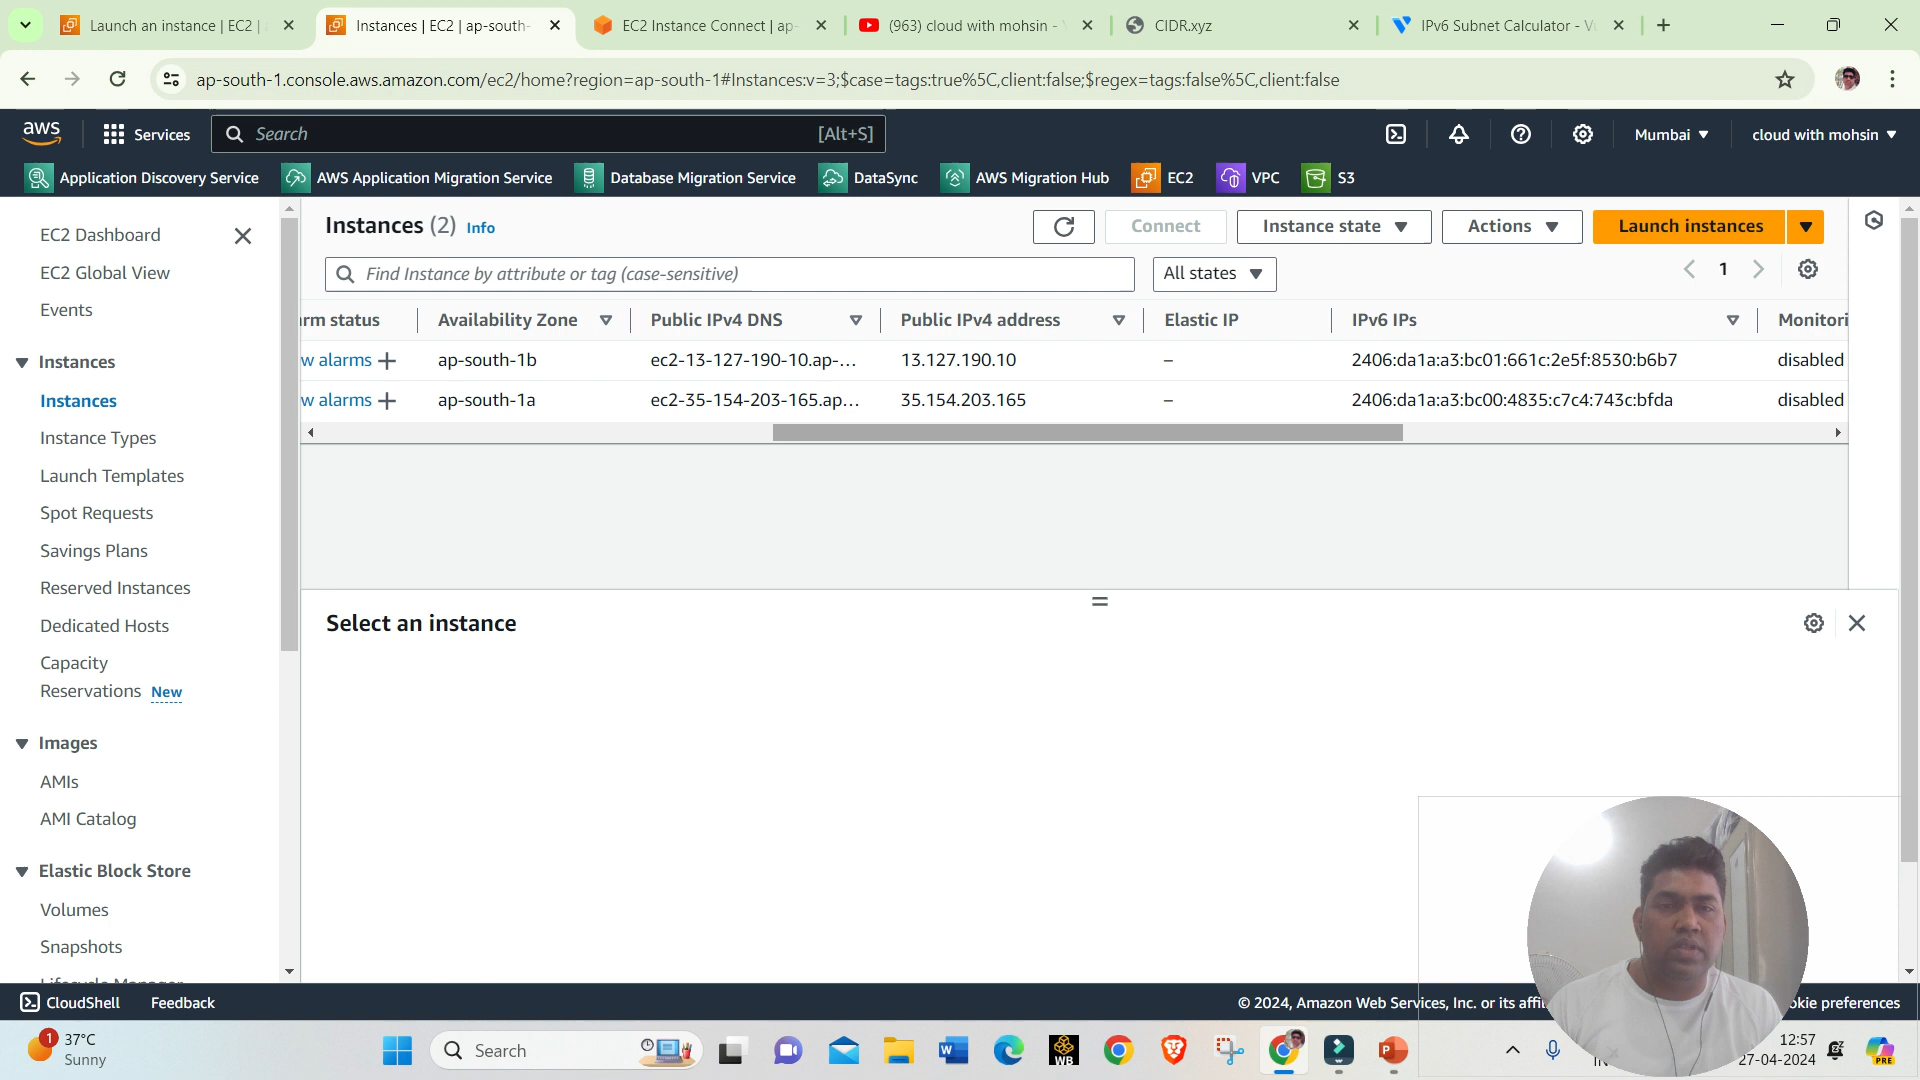 Launch an instance | EC2 |
Instances | EC2 | ap-south-
EC2 Instance Connect | ap-
(963) cloud with mohsin -
CIDR.xyz
IPv6 Subnet Calculator -
ap-south-1.console.aws.amazon.com/ec2/home?region=ap-south-1#Instances:v=3;$case=tags:true%5C,client:false;$regex=tags:false%5C,client:false
aws
Services
Search
[Alt+S]
Mumbai
cloud with mohsin
Application Discovery Service
AWS Application Migration Service
Database Migration Service
DataSync
AWS Migration Hub
EC2
VPC
S3
EC2 Dashboard
EC2 Global View
Events
Instances
Instances
Instance Types
Launch Templates
Spot Requests
Savings Plans
Reserved Instances
Dedicated Hosts
Capacity
Reservations New
Images
AMIs
AMI Catalog
Elastic Block Store
Volumes
Snapshots
Lifecycle Manager
Instances (2) Info
Connect
Instance state
Actions
Launch instances
Find Instance by attribute or tag (case-sensitive)
All states
1
rm status Availability Zone Public IPv4 DNS Public IPv4 address Elastic IP IPv6 IPs Monitori
w alarms + ap-south-1b ec2-13-127-190-10.ap-... 13.127.190.10 – 2406:da1a:a3:bc01:661c:2e5f:8530:b6b7 disabled
w alarms + ap-south-1a ec2-35-154-203-165.ap... 35.154.203.165 – 2406:da1a:a3:bc00:4835:c7c4:743c:bfda disabled
Select an instance
CloudShell
Feedback
© 2024, Amazon Web Services, Inc. or its affi
okie preferences
1
37°C
Sunny
Search
WB
12:57
27-04-2024
PRE